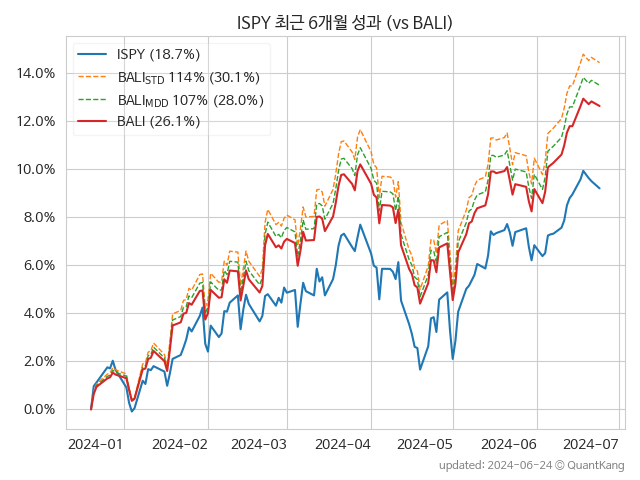 ISPY 최근 6개월 성과 (vs BALI)
ISPY (18.7%)
BALI_STD 114% (30.1%)
BALI_MDD 107% (28.0%)
BALI (26.1%)
14.0%
12.0%
10.0%
8.0%
6.0%
4.0%
2.0%
0.0%
2024-01 2024-02 2024-03 2024-04 2024-05 2024-06 2024-07
updated: 2024-06-24 © QuantKang